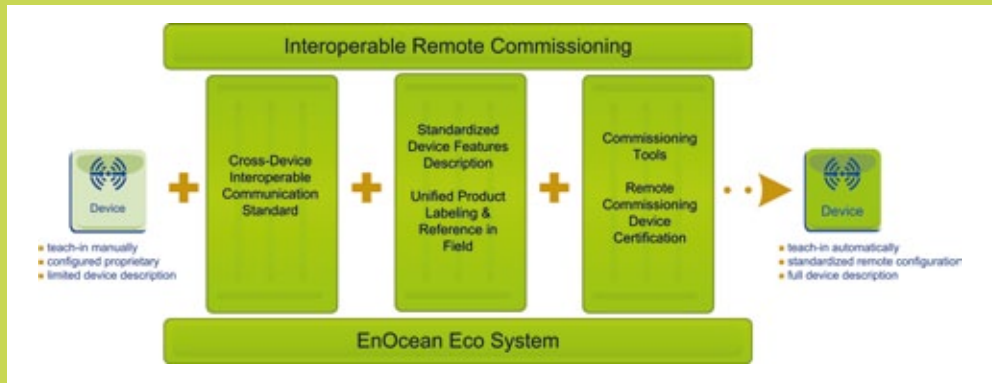 Interoperable Remote Commissioning
Device
teach-in manually
configured proprietary
limited device description
Cross-Device
Interoperable
Communication
Standard
Standardized
Device Features
Description
Unified Product
Labeling &
Reference in
Field
Commissioning
Tools
Remote
Commissioning
Device
Certification
Device
teach-in automatically
standardized remote configuration
full device description
EnOcean Eco System